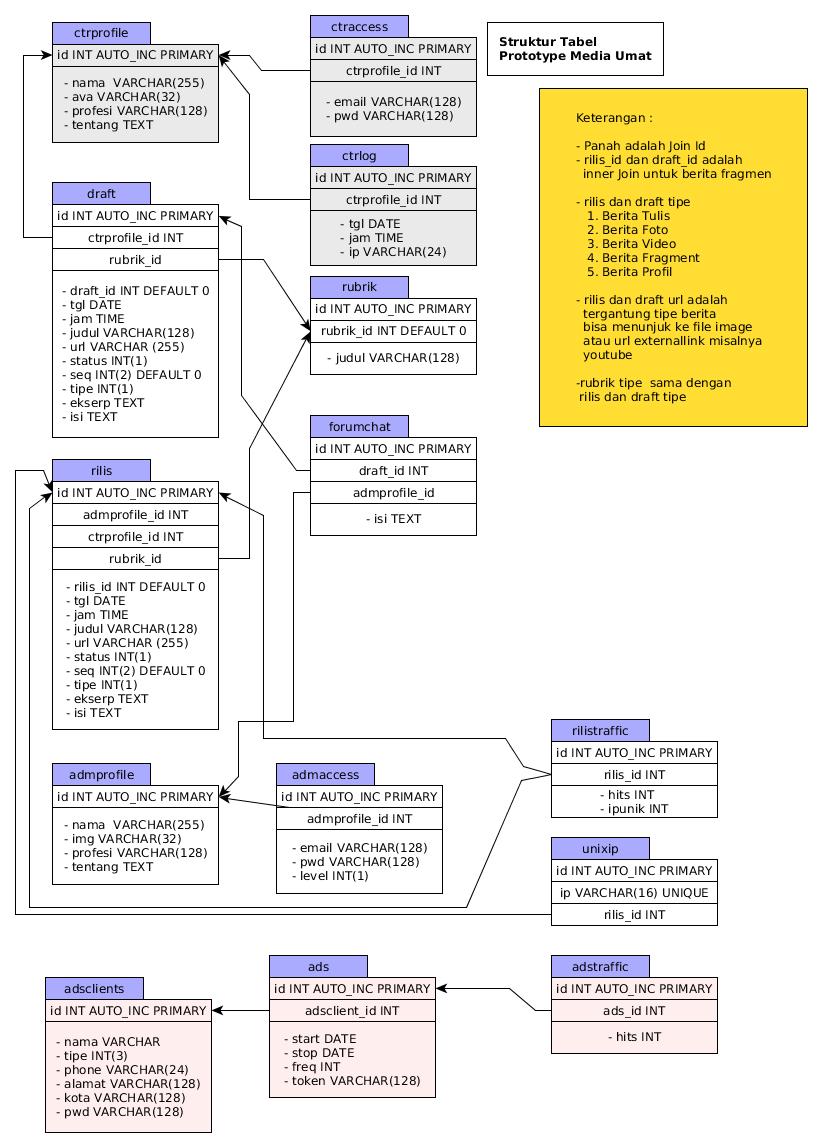 ctrprofile
id INT AUTO_INC PRIMARY
- nama  VARCHAR(255)
- ava VARCHAR(32)
- profesi VARCHAR(128)
- tentang TEXT
ctraccess
id INT AUTO_INC PRIMARY
ctrprofile_id INT
- email VARCHAR(128)
- pwd VARCHAR(128)
Struktur Tabel
Prototype Media Umat
Keterangan :
- Panah adalah Join Id
- rilis_id dan draft_id adalah
inner Join untuk berita fragmen
- rilis dan draft tipe
1. Berita Tulis
2. Berita Foto
3. Berita Video
4. Berita Fragment
5. Berita Profil
- rilis dan draft url adalah
tergantung tipe berita
bisa menunjuk ke file image
atau url externallink misalnya
youtube
-rubrik tipe  sama dengan
rilis dan draft tipe
ctrlog
id INT AUTO_INC PRIMARY
ctrprofile_id INT
- tgl DATE
- jam TIME
- ip VARCHAR(24)
draft
id INT AUTO_INC PRIMARY
ctrprofile_id INT
rubrik_id
- draft_id INT DEFAULT 0
- tgl DATE
- jam TIME
- judul VARCHAR(128)
- url VARCHAR (255)
- status INT(1)
- seq INT(2) DEFAULT 0
- tipe INT(1)
- ekserp TEXT
- isi TEXT
rubrik
id INT AUTO_INC PRIMARY
rubrik_id INT DEFAULT 0
- judul VARCHAR(128)
forumchat
id INT AUTO_INC PRIMARY
draft_id INT
admprofile_id
- isi TEXT
rilis
id INT AUTO_INC PRIMARY
admprofile_id INT
ctrprofile_id INT
rubrik_id
- rilis_id INT DEFAULT 0
- tgl DATE
- jam TIME
- judul VARCHAR(128)
- url VARCHAR (255)
- status INT(1)
- seq INT(2) DEFAULT 0
- tipe INT(1)
- ekserp TEXT
- isi TEXT
rilistraffic
id INT AUTO_INC PRIMARY
rilis_id INT
- hits INT
- ipunik INT
admprofile
id INT AUTO_INC PRIMARY
- nama  VARCHAR(255)
- img VARCHAR(32)
- profesi VARCHAR(128)
- tentang TEXT
admaccess
id INT AUTO_INC PRIMARY
admprofile_id INT
- email VARCHAR(128)
- pwd VARCHAR(128)
- level INT(1)
unixip
id INT AUTO_INC PRIMARY
ip VARCHAR(16) UNIQUE
rilis_id INT
adsclients
id INT AUTO_INC PRIMARY
- nama VARCHAR
- tipe INT(3)
- phone VARCHAR(24)
- alamat VARCHAR(128)
- kota VARCHAR(128)
- pwd VARCHAR(128)
ads
id INT AUTO_INC PRIMARY
adsclient_id INT
- start DATE
- stop DATE
- freq INT
- token VARCHAR(128)
adstraffic
id INT AUTO_INC PRIMARY
ads_id INT
- hits INT